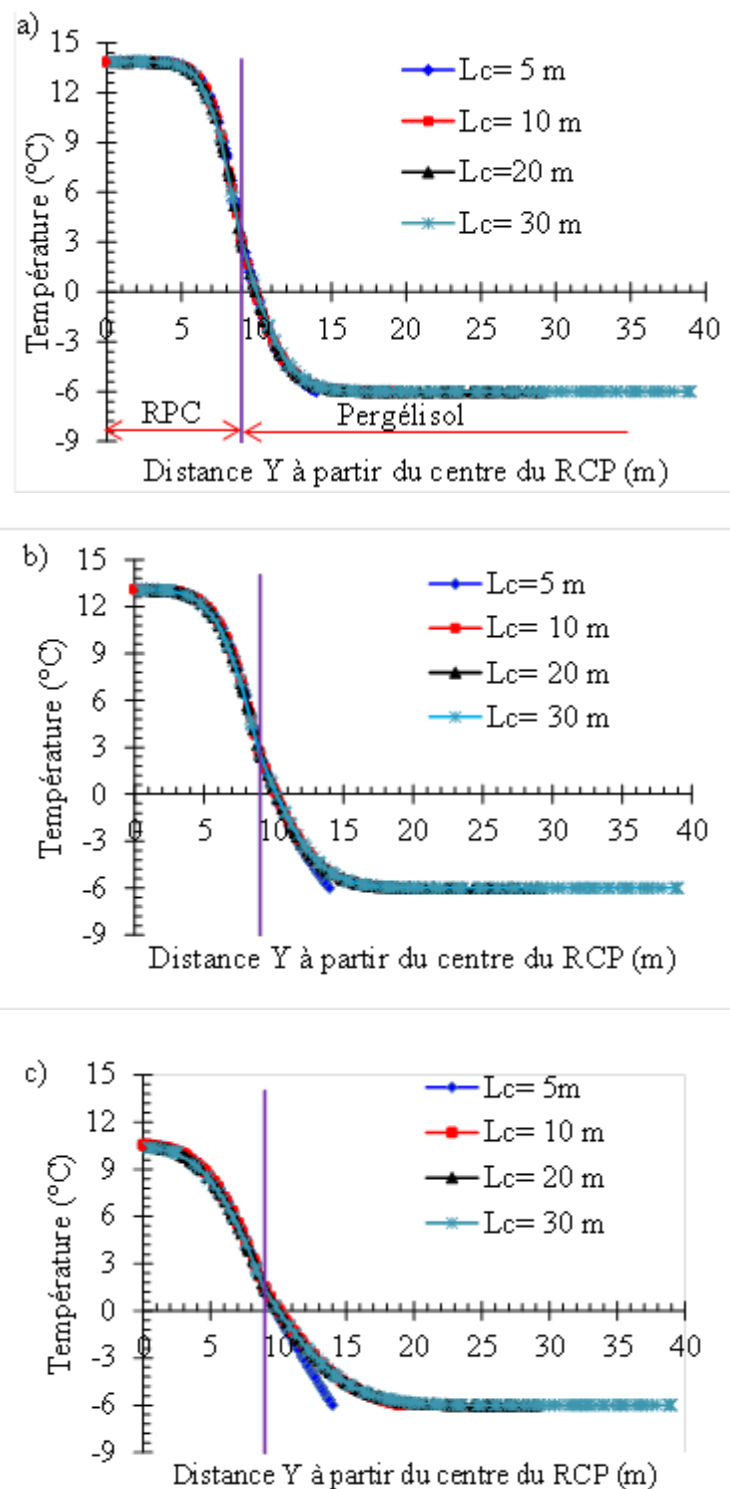 a)
15
12
9
6
3
0
-3
-6
-9
Température (°C)
Lc= 5 m
Lc= 10 m
Lc=20 m
Lc= 30 m
0 5 10 15 20 25 30 35 40
RPC
Pergélisol
Distance Y à partir du centre du RCP (m)
b)
15
12
9
6
3
0
-3
-6
-9
Température (°C)
Lc=5 m
Lc= 10 m
Lc= 20 m
Lc= 30 m
0 5 10 15 20 25 30 35 40
Distance Y à partir du centre du RCP (m)
c)
15
12
9
6
3
0
-3
-6
-9
Température (°C)
Lc= 5m
Lc= 10 m
Lc= 20 m
Lc= 30 m
0 5 10 15 20 25 30 35 40
Distance Y à partir du centre du RCP (m)